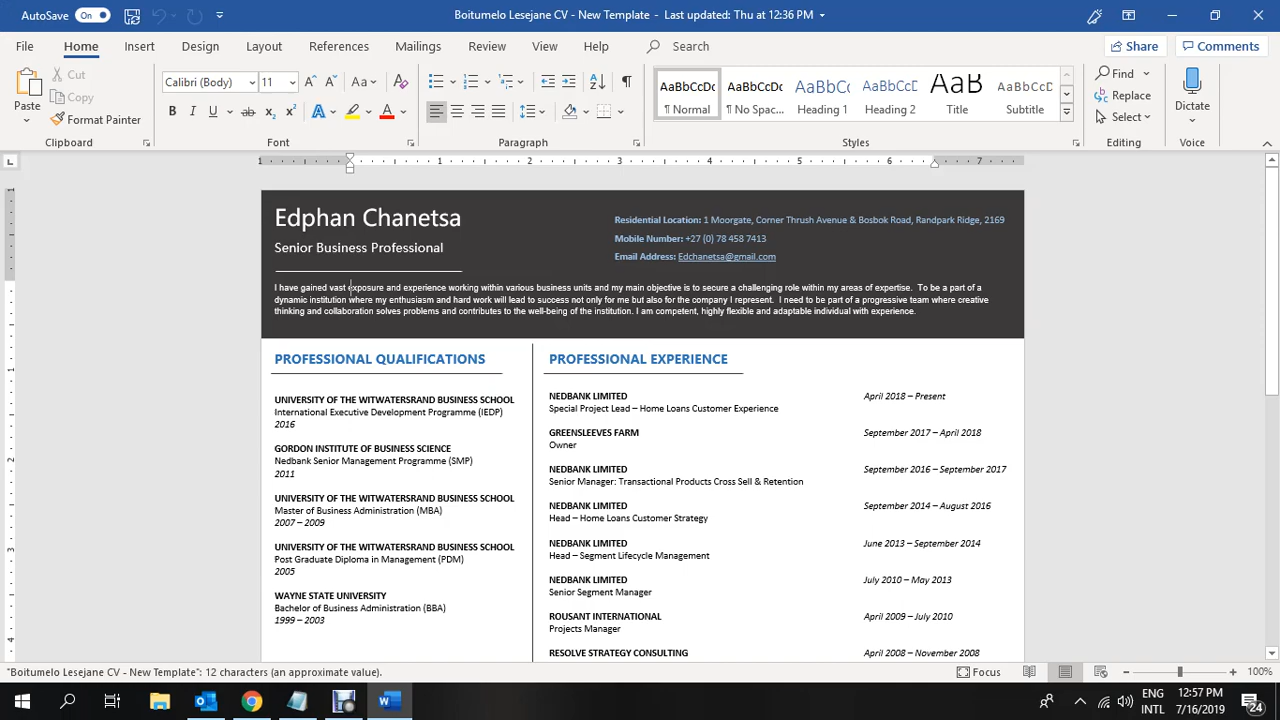 AutoSave On
Boitumelo Lesejane CV - New Template - Last updated: Thu at 12:36 PM
File Home Insert Design Layout References Mailings Review View Help Search Share Comments
Paste
Cut
Copy
Format Painter
Clipboard
Calibri (Body) 11
Font
Paragraph
AaBbCcDc AaBbCcDc AaBbCc AaBbCcD AaB AaBbCcD
¶ Normal ¶ No Spac... Heading 1 Heading 2 Title Subtitle
Styles
Find
Replace
Select
Editing
Dictate
Voice
1 1 2 3 4 5 6 7
Edphan Chanetsa
Senior Business Professional
Residential Location: 1 Moorgate, Corner Thrush Avenue & Bosbok Road, Randpark Ridge, 2169
Mobile Number: +27 (0) 78 458 7413
Email Address: Edchanetsa@gmail.com
I have gained vast exposure and experience working within various business units and my main objective is to secure a challenging role within my areas of expertise. To be a part of a
dynamic institution where my enthusiasm and hard work will lead to success not only for me but also for the company I represent. I need to be part of a progressive team where creative
thinking and collaboration solves problems and contributes to the well-being of the institution. I am competent, highly flexible and adaptable individual with experience.
PROFESSIONAL QUALIFICATIONS
UNIVERSITY OF THE WITWATERSRAND BUSINESS SCHOOL
International Executive Development Programme (IEDP)
2016
GORDON INSTITUTE OF BUSINESS SCIENCE
Nedbank Senior Management Programme (SMP)
2011
UNIVERSITY OF THE WITWATERSRAND BUSINESS SCHOOL
Master of Business Administration (MBA)
2007 – 2009
UNIVERSITY OF THE WITWATERSRAND BUSINESS SCHOOL
Post Graduate Diploma in Management (PDM)
2005
WAYNE STATE UNIVERSITY
Bachelor of Business Administration (BBA)
1999 – 2003
PROFESSIONAL EXPERIENCE
NEDBANK LIMITED April 2018 – Present
Special Project Lead – Home Loans Customer Experience
GREENSLEEVES FARM September 2017 – April 2018
Owner
NEDBANK LIMITED September 2016 – September 2017
Senior Manager: Transactional Products Cross Sell & Retention
NEDBANK LIMITED September 2014 – August 2016
Head – Home Loans Customer Strategy
NEDBANK LIMITED June 2013 – September 2014
Head – Segment Lifecycle Management
NEDBANK LIMITED July 2010 – May 2013
Senior Segment Manager
ROUSANT INTERNATIONAL April 2009 – July 2010
Projects Manager
RESOLVE STRATEGY CONSULTING April 2008 – November 2008
"Boitumelo Lesejane CV - New Template": 12 characters (an approximate value).
Focus
100%
ENG
INTL
12:57 PM
7/16/2019
24